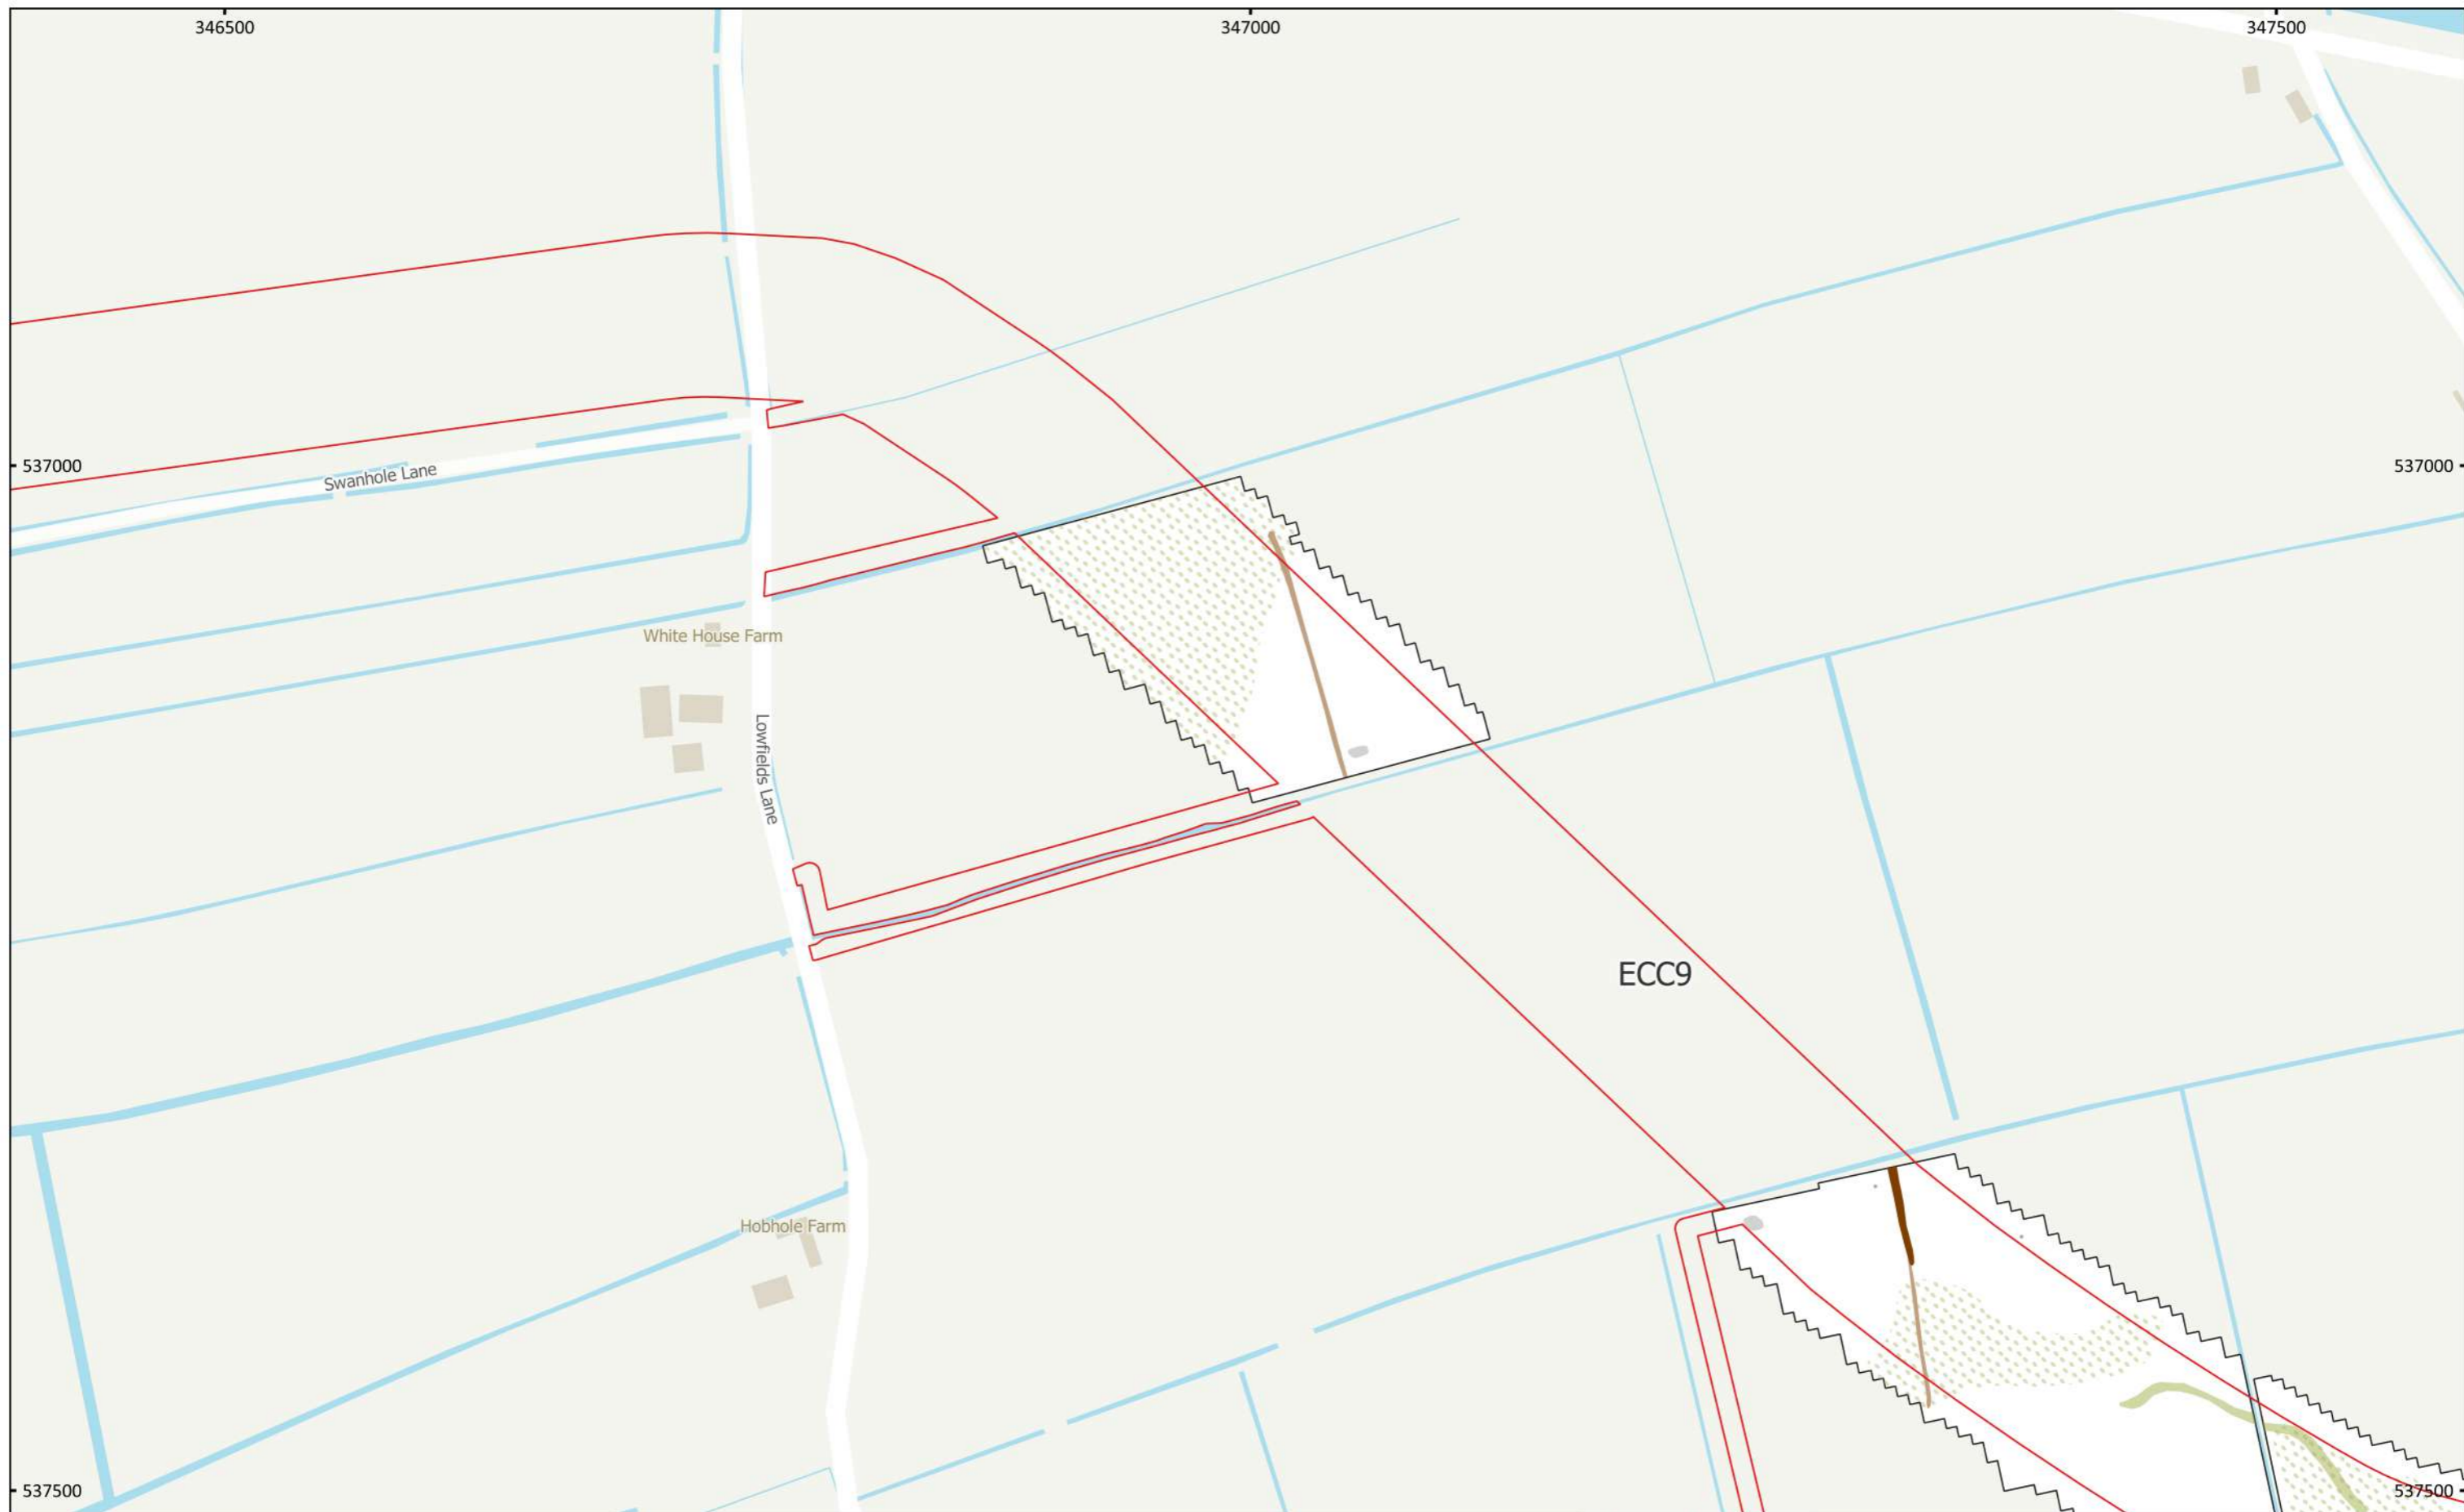 346500
347000
347500
537000
537000
Swanhole Lane
White House Farm
Lowfields Lane
ECC9
Hobhole Farm
537500
537500